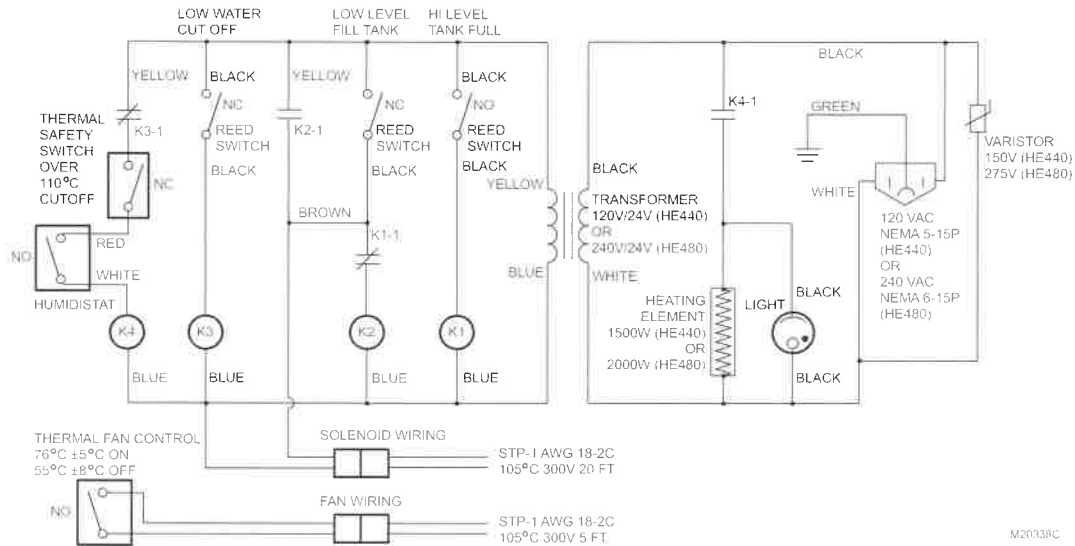 LOW WATER
CUT OFF
LOW LEVEL
FILL TANK
HI LEVEL
TANK FULL
BLACK
YELLOW
BLACK
BLACK
NC
NC
NO
K4-1
GREEN
THERMAL
SAFETY
SWITCH
OVER
110°C
CUTOFF
K3-1
REED
SWITCH
K2-1
REED
SWITCH
REED
SWITCH
VARISTOR
150V (HE440)
275V (HE480)
NC
BLACK
BLACK
BLACK
BLACK
YELLOW
WHITE
TRANSFORMER
120V/24V (HE440)
OR
240V/24V (HE480)
BROWN
K1-1
120 VAC
NEMA 5-15P
(HE440)
OR
240 VAC
NEMA 6-15P
(HE480)
RED
NO
WHITE
BLUE
WHITE
HUMIDISTAT
HEATING
ELEMENT
1500W (HE440)
OR
2000W (HE480)
LIGHT
BLACK
K4
K3
K2
K1
BLUE
BLUE
BLUE
BLUE
BLACK
THERMAL FAN CONTROL
76°C ±5°C ON
55°C ±8°C OFF
SOLENOID WIRING
STP-1 AWG 18-2C
105°C 300V 20 FT.
NO
FAN WIRING
STP-1 AWG 18-2C
105°C 300V 5 FT.
M20338C